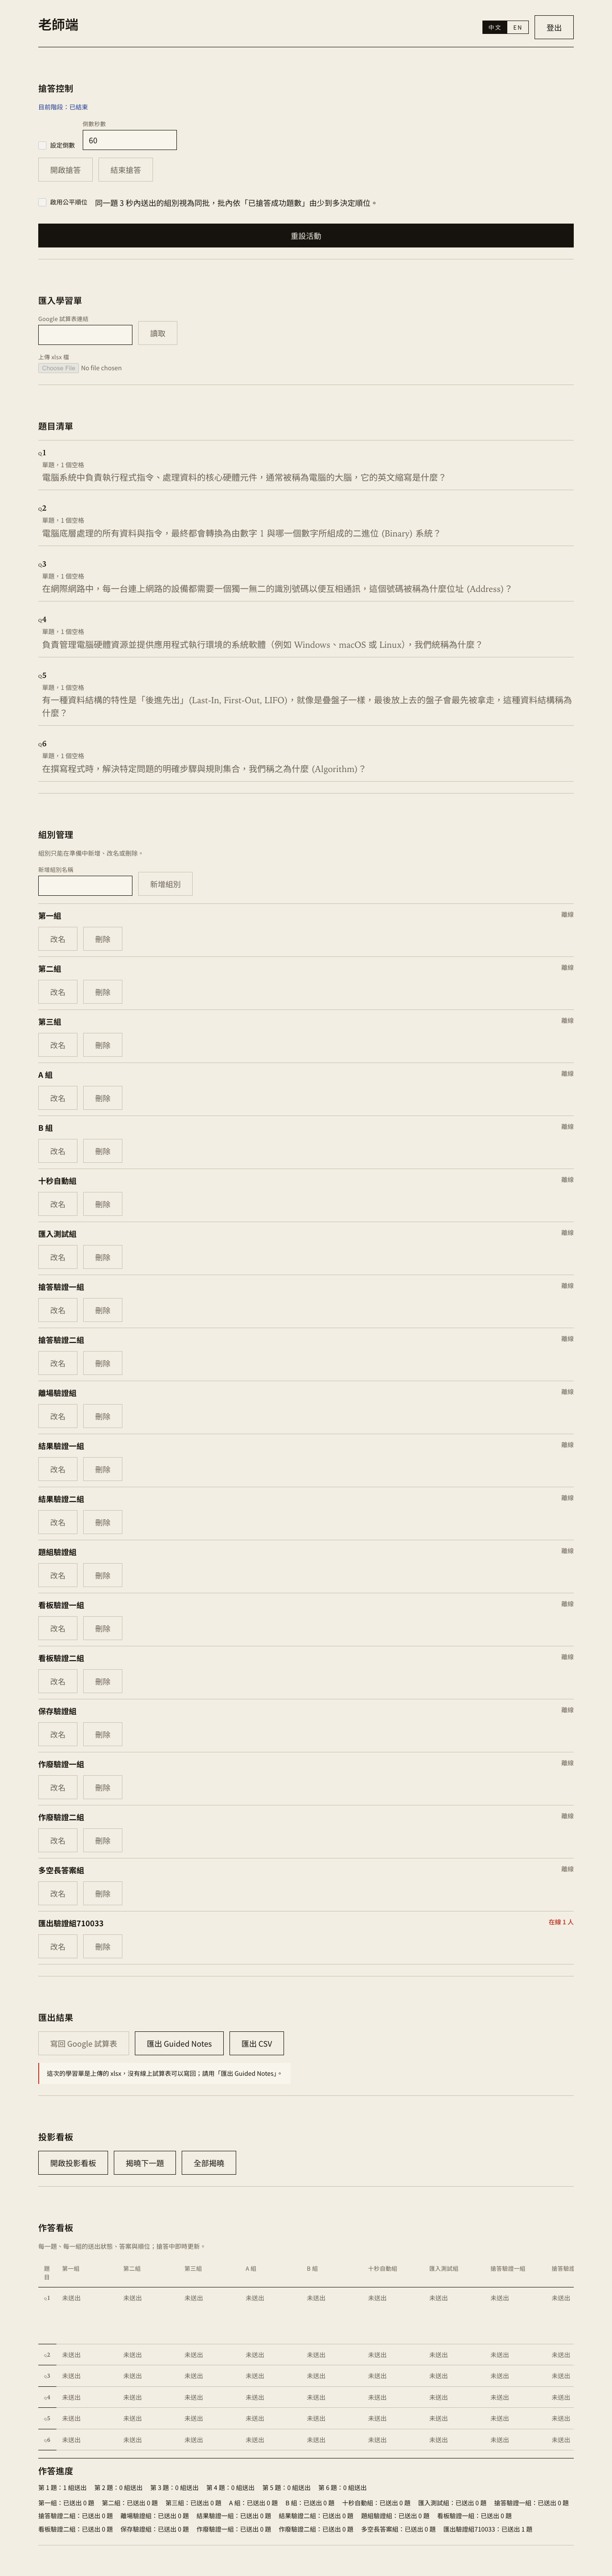 老師端
中文 EN 登出
搶答控制
目前階段：已結束
倒數秒數
設定倒數 60
開啟搶答 結束搶答
啟用公平順位 同一題 3 秒內送出的組別視為同批，批內依「已搶答成功題數」由少到多決定順位。
重設活動
匯入學習單
Google 試算表連結
讀取
上傳 xlsx 檔
Choose File No file chosen
題目清單
Q1
單題，1 個空格
電腦系統中負責執行程式指令、處理資料的核心硬體元件，通常被稱為電腦的大腦，它的英文縮寫是什麼？
Q2
單題，1 個空格
電腦底層處理的所有資料與指令，最終都會轉換為由數字 1 與哪一個數字所組成的二進位 (Binary) 系統？
Q3
單題，1 個空格
在網際網路中，每一台連上網路的設備都需要一個獨一無二的識別號碼以便互相通訊，這個號碼被稱為什麼位址 (Address)？
Q4
單題，1 個空格
負責管理電腦硬體資源並提供應用程式執行環境的系統軟體（例如 Windows、macOS 或 Linux），我們統稱為什麼？
Q5
單題，1 個空格
有一種資料結構的特性是「後進先出」(Last-In, First-Out, LIFO)，就像是疊盤子一樣，最後放上去的盤子會最先被拿走，這種資料結構稱為
什麼？
Q6
單題，1 個空格
在撰寫程式時，解決特定問題的明確步驟與規則集合，我們稱之為什麼 (Algorithm)？
組別管理
組別只能在準備中新增、改名或刪除。
新增組別名稱
新增組別
第一組 離線
改名 刪除
第二組 離線
改名 刪除
第三組 離線
改名 刪除
A 組 離線
改名 刪除
B 組 離線
改名 刪除
十秒自動組 離線
改名 刪除
匯入測試組 離線
改名 刪除
搶答驗證一組 離線
改名 刪除
搶答驗證二組 離線
改名 刪除
離場驗證組 離線
改名 刪除
結果驗證一組 離線
改名 刪除
結果驗證二組 離線
改名 刪除
題組驗證組 離線
改名 刪除
看板驗證一組 離線
改名 刪除
看板驗證二組 離線
改名 刪除
保存驗證組 離線
改名 刪除
作廢驗證一組 離線
改名 刪除
作廢驗證二組 離線
改名 刪除
多空長答案組 離線
改名 刪除
匯出驗證組710033 在線 1 人
改名 刪除
匯出結果
寫回 Google 試算表 匯出 Guided Notes 匯出 CSV
這次的學習單是上傳的 xlsx，沒有線上試算表可以寫回；請用「匯出 Guided Notes」。
投影看板
開啟投影看板 揭曉下一題 全部揭曉
作答看板
每一題、每一組的送出狀態、答案與順位；搶答中即時更新。
題目 第一組 第二組 第三組 A 組 B 組 十秒自動組 匯入測試組 搶答驗證一組 搶答驗證
Q1 未送出 未送出 未送出 未送出 未送出 未送出 未送出 未送出 未送出
Q2 未送出 未送出 未送出 未送出 未送出 未送出 未送出 未送出 未送出
Q3 未送出 未送出 未送出 未送出 未送出 未送出 未送出 未送出 未送出
Q4 未送出 未送出 未送出 未送出 未送出 未送出 未送出 未送出 未送出
Q5 未送出 未送出 未送出 未送出 未送出 未送出 未送出 未送出 未送出
Q6 未送出 未送出 未送出 未送出 未送出 未送出 未送出 未送出 未送出
作答進度
第 1 題：1 組送出 第 2 題：0 組送出 第 3 題：0 組送出 第 4 題：0 組送出 第 5 題：0 組送出 第 6 題：0 組送出
第一組：已送出 0 題 第二組：已送出 0 題 第三組：已送出 0 題 A 組：已送出 0 題 B 組：已送出 0 題 十秒自動組：已送出 0 題 匯入測試組：已送出 0 題 搶答驗證一組：已送出 0 題
搶答驗證二組：已送出 0 題 離場驗證組：已送出 0 題 結果驗證一組：已送出 0 題 結果驗證二組：已送出 0 題 題組驗證組：已送出 0 題 看板驗證一組：已送出 0 題
看板驗證二組：已送出 0 題 保存驗證組：已送出 0 題 作廢驗證一組：已送出 0 題 作廢驗證二組：已送出 0 題 多空長答案組：已送出 0 題 匯出驗證組710033：已送出 1 題